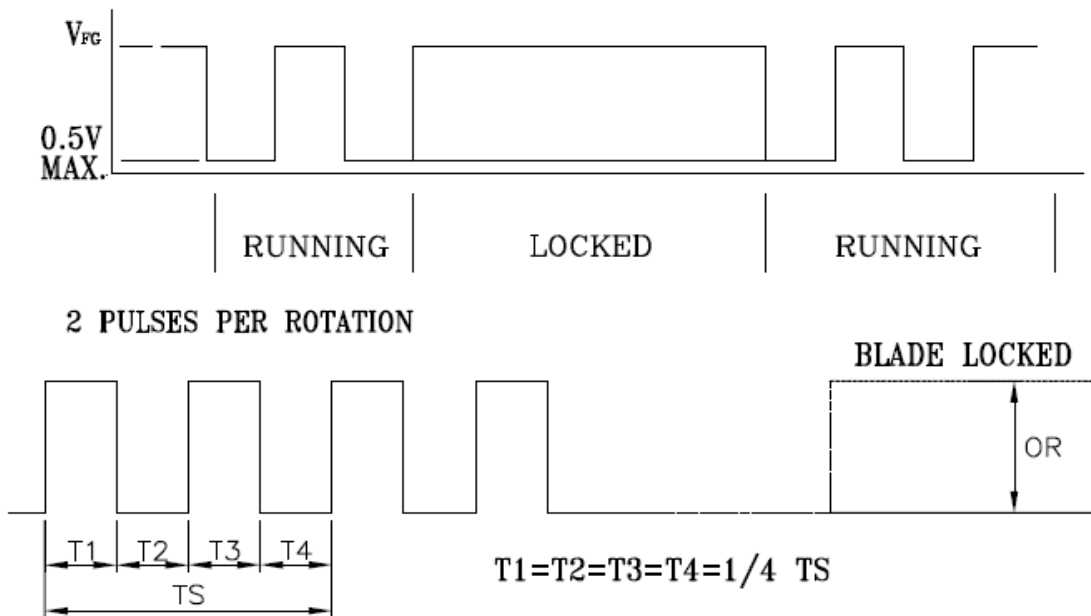 VFG
0.5V
MAX.
RUNNING LOCKED RUNNING
2 PULSES PER ROTATION
BLADE LOCKED
OR
T1 T2 T3 T4
TS
T1=T2=T3=T4=1/4 TS